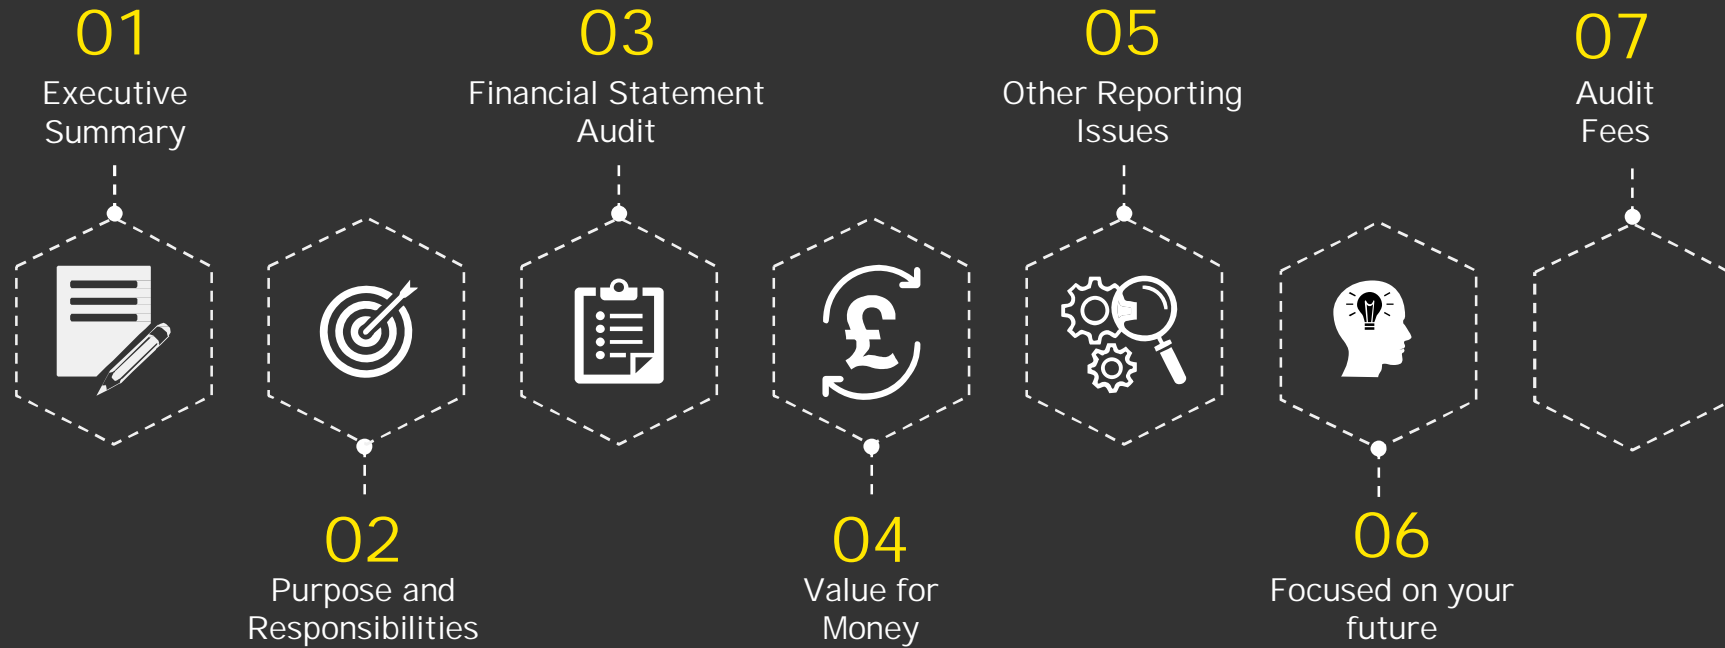 01
Executive
Summary
02
Purpose and
Responsibilities
03
Financial Statement
Audit
04
Value for
Money
05
Other Reporting
Issues
06
Focused on your
future
07
Audit
Fees
£